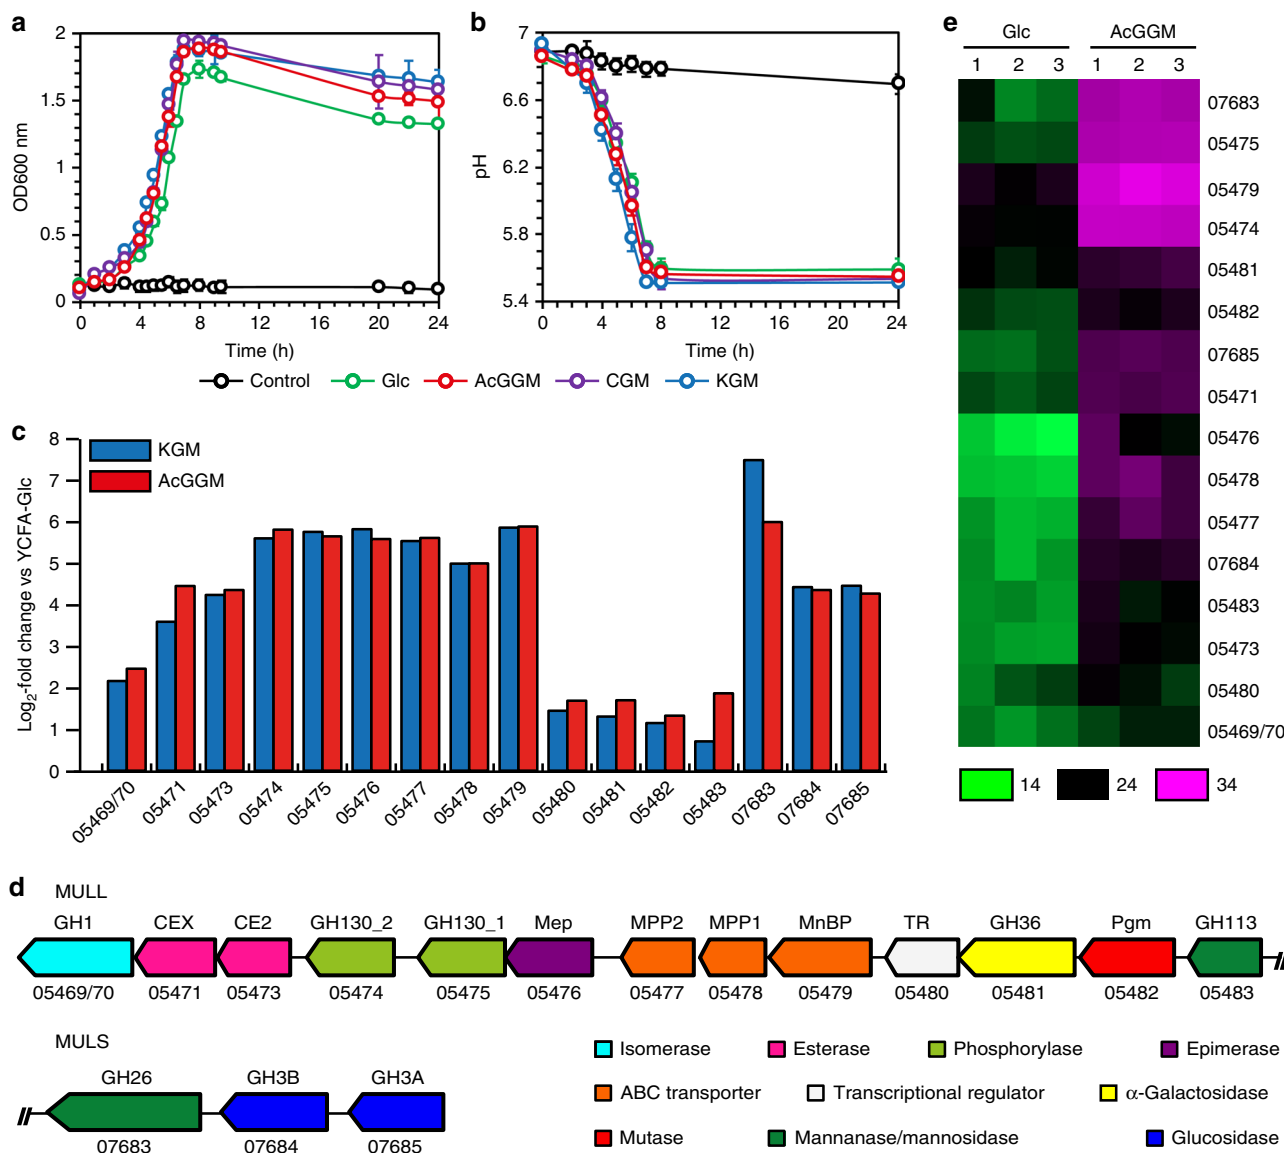 a
2
1.5
1
0.5
0
OD600 nm
0 4 8 12 16 20 24
Time (h)
b
7
6.6
6.2
5.8
5.4
pH
0 4 8 12 16 20 24
Time (h)
Control Glc AcGGM CGM KGM
c
8
7
6
5
4
3
2
1
0
Log2-fold change vs YCFA-Glc
KGM
AcGGM
05469/70 05471 05473 05474 05475 05476 05477 05478 05479 05480 05481 05482 05483 07683 07684 07685
e
Glc AcGGM
1 2 3 1 2 3
07683
05475
05479
05474
05481
05482
07685
05471
05476
05478
05477
07684
05483
05473
05480
05469/70
14 24 34
d
MULL
GH1 CEX CE2 GH130_2 GH130_1 Mep MPP2 MPP1 MnBP TR GH36 Pgm GH113
05469/70 05471 05473 05474 05475 05476 05477 05478 05479 05480 05481 05482 05483
MULS
GH26 GH3B GH3A
07683 07684 07685
Isomerase Esterase Phosphorylase Epimerase
ABC transporter Transcriptional regulator α-Galactosidase
Mutase Mannanase/mannosidase Glucosidase